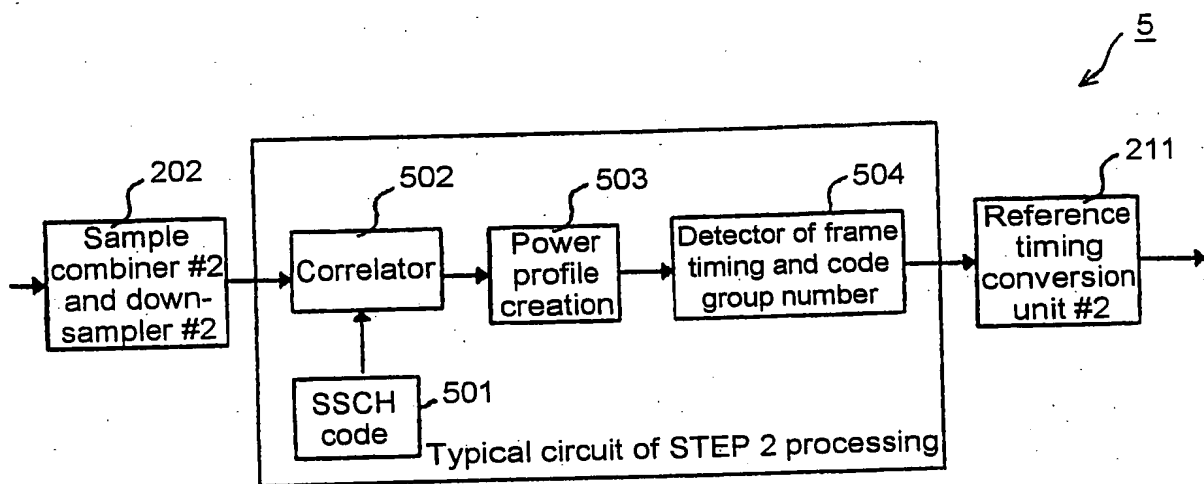 5
202
Sample
combiner #2
and down-
sampler #2
502
Correlator
503
Power
profile
creation
504
Detector of frame
timing and code
group number
211
Reference
timing
conversion
unit #2
SSCH
code
501
Typical circuit of STEP 2 processing